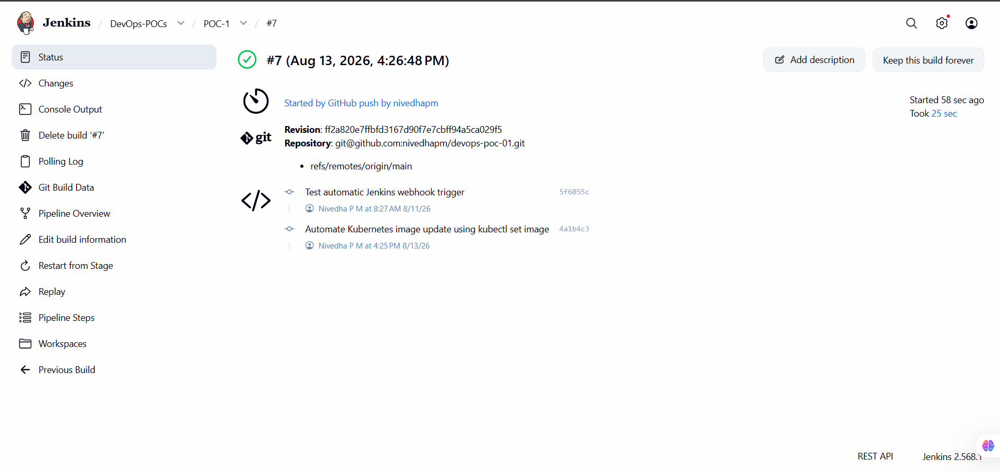 Jenkins / DevOps-POCs / POC-1 / #7
Status
Changes
Console Output
Delete build ‘#7’
Polling Log
Git Build Data
Pipeline Overview
Edit build information
Restart from Stage
Replay
Pipeline Steps
Workspaces
Previous Build
#7 (Aug 13, 2026, 4:26:48 PM)
Add description
Keep this build forever
Started by GitHub push by nivedhapm
Started 58 sec ago
Took 25 sec
git
Revision: ff2a820e7ffbfd3167d90f7e7cbff94a5ca029f5
Repository: git@github.com:nivedhapm/devops-poc-01.git
• refs/remotes/origin/main
Test automatic Jenkins webhook trigger 5f6055c
Nivedha P M at 8:27 AM 8/11/26
Automate Kubernetes image update using kubectl set image 4a1b4c3
Nivedha P M at 4:25 PM 8/13/26
REST API
Jenkins 2.568.1